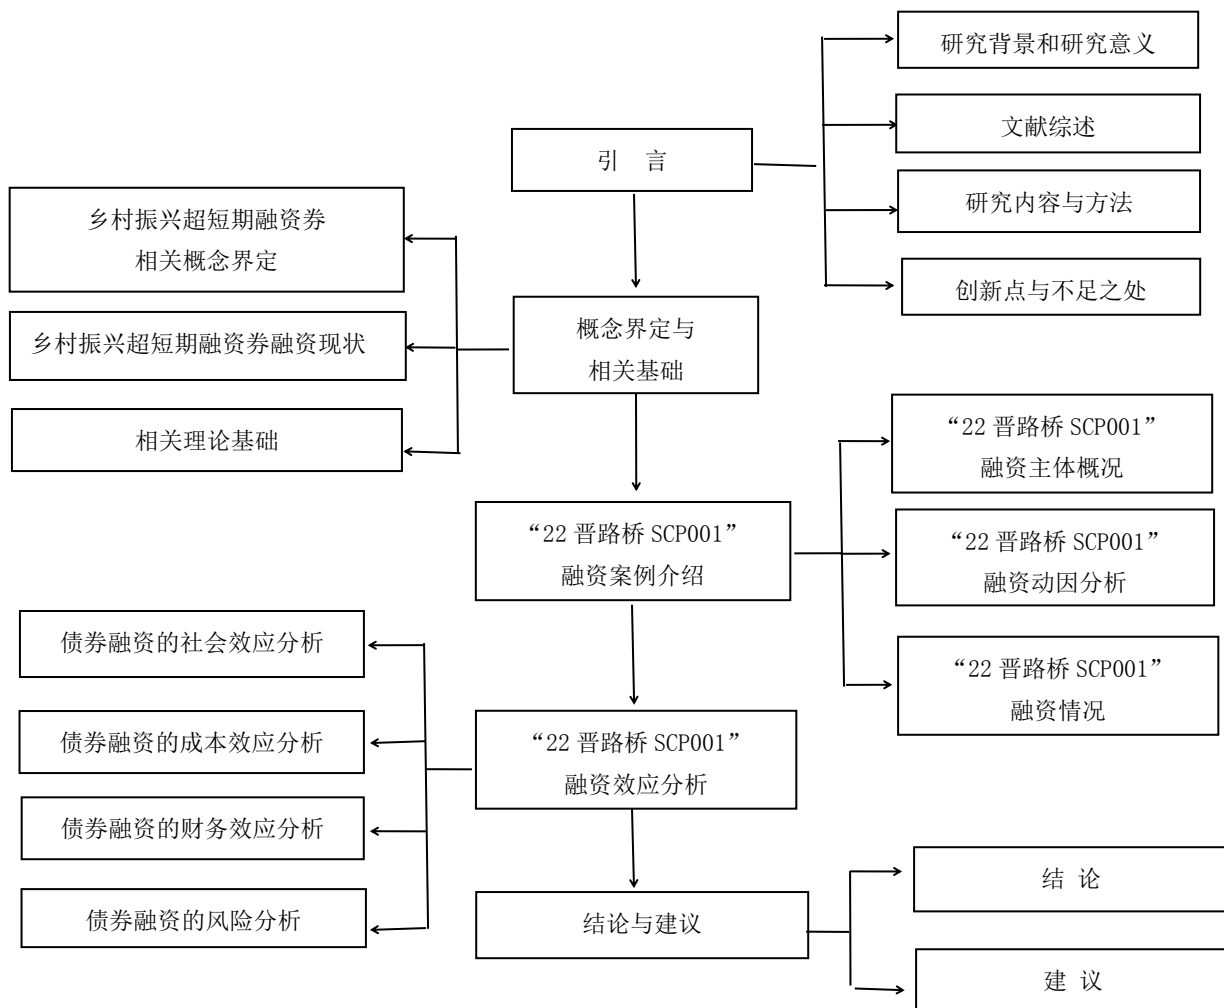 引 言
研究背景和研究意义
文献综述
研究内容与方法
创新点与不足之处
概念界定与
相关基础
乡村振兴超短期融资券
相关概念界定
乡村振兴超短期融资券融资现状
相关理论基础
“22 晋路桥 SCP001”
融资案例介绍
“22 晋路桥 SCP001”
融资主体概况
“22 晋路桥 SCP001”
融资动因分析
“22 晋路桥 SCP001”
融资情况
“22 晋路桥 SCP001”
融资效应分析
债券融资的社会效应分析
债券融资的成本效应分析
债券融资的财务效应分析
债券融资的风险分析
结论与建议
结 论
建 议